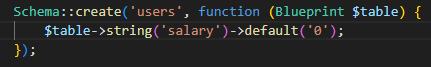 Schema::create('users', function (Blueprint $table) {
    $table->string('salary')->default('0');
});